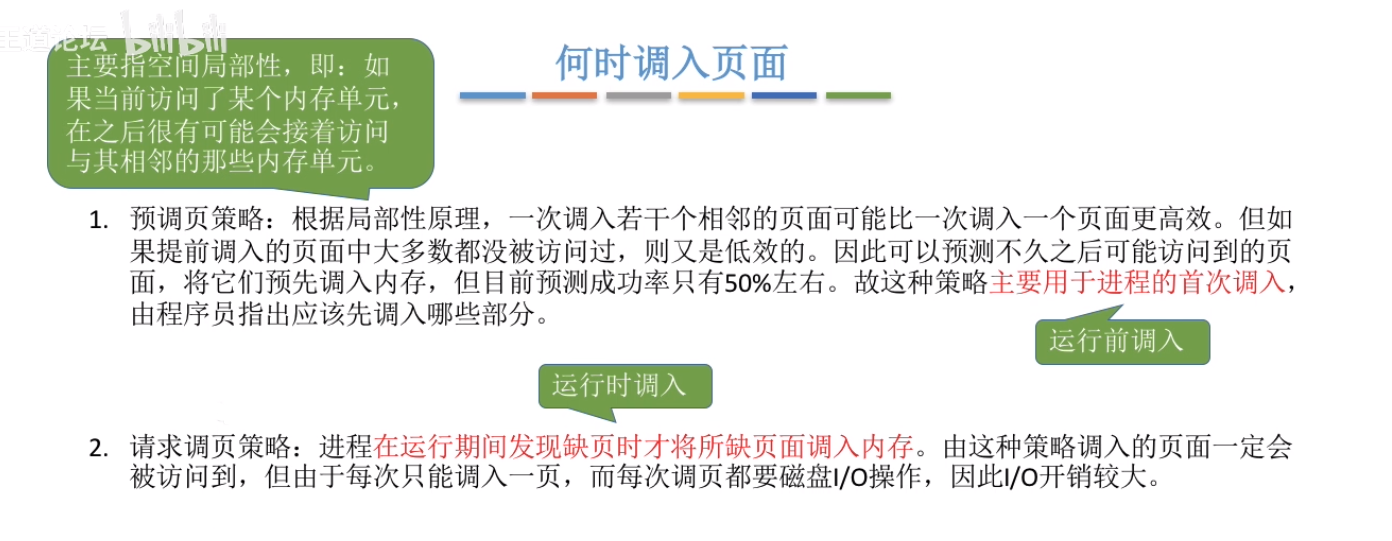 王道论坛 bilibili
何时调入页面
主要指空间局部性，即：如
果当前访问了某个内存单元，
在之后很有可能会接着访问
与其相邻的那些内存单元。
1. 预调页策略：根据局部性原理，一次调入若干个相邻的页面可能比一次调入一个页面更高效。但如
果提前调入的页面中大多数都没被访问过，则又是低效的。因此可以预测不久之后可能访问到的页
面，将它们预先调入内存，但目前预测成功率只有50%左右。故这种策略主要用于进程的首次调入，
由程序员指出应该先调入哪些部分。
运行前调入
运行时调入
2. 请求调页策略：进程在运行期间发现缺页时才将所缺页面调入内存。由这种策略调入的页面一定会
被访问到，但由于每次只能调入一页，而每次调页都要磁盘I/O操作，因此I/O开销较大。